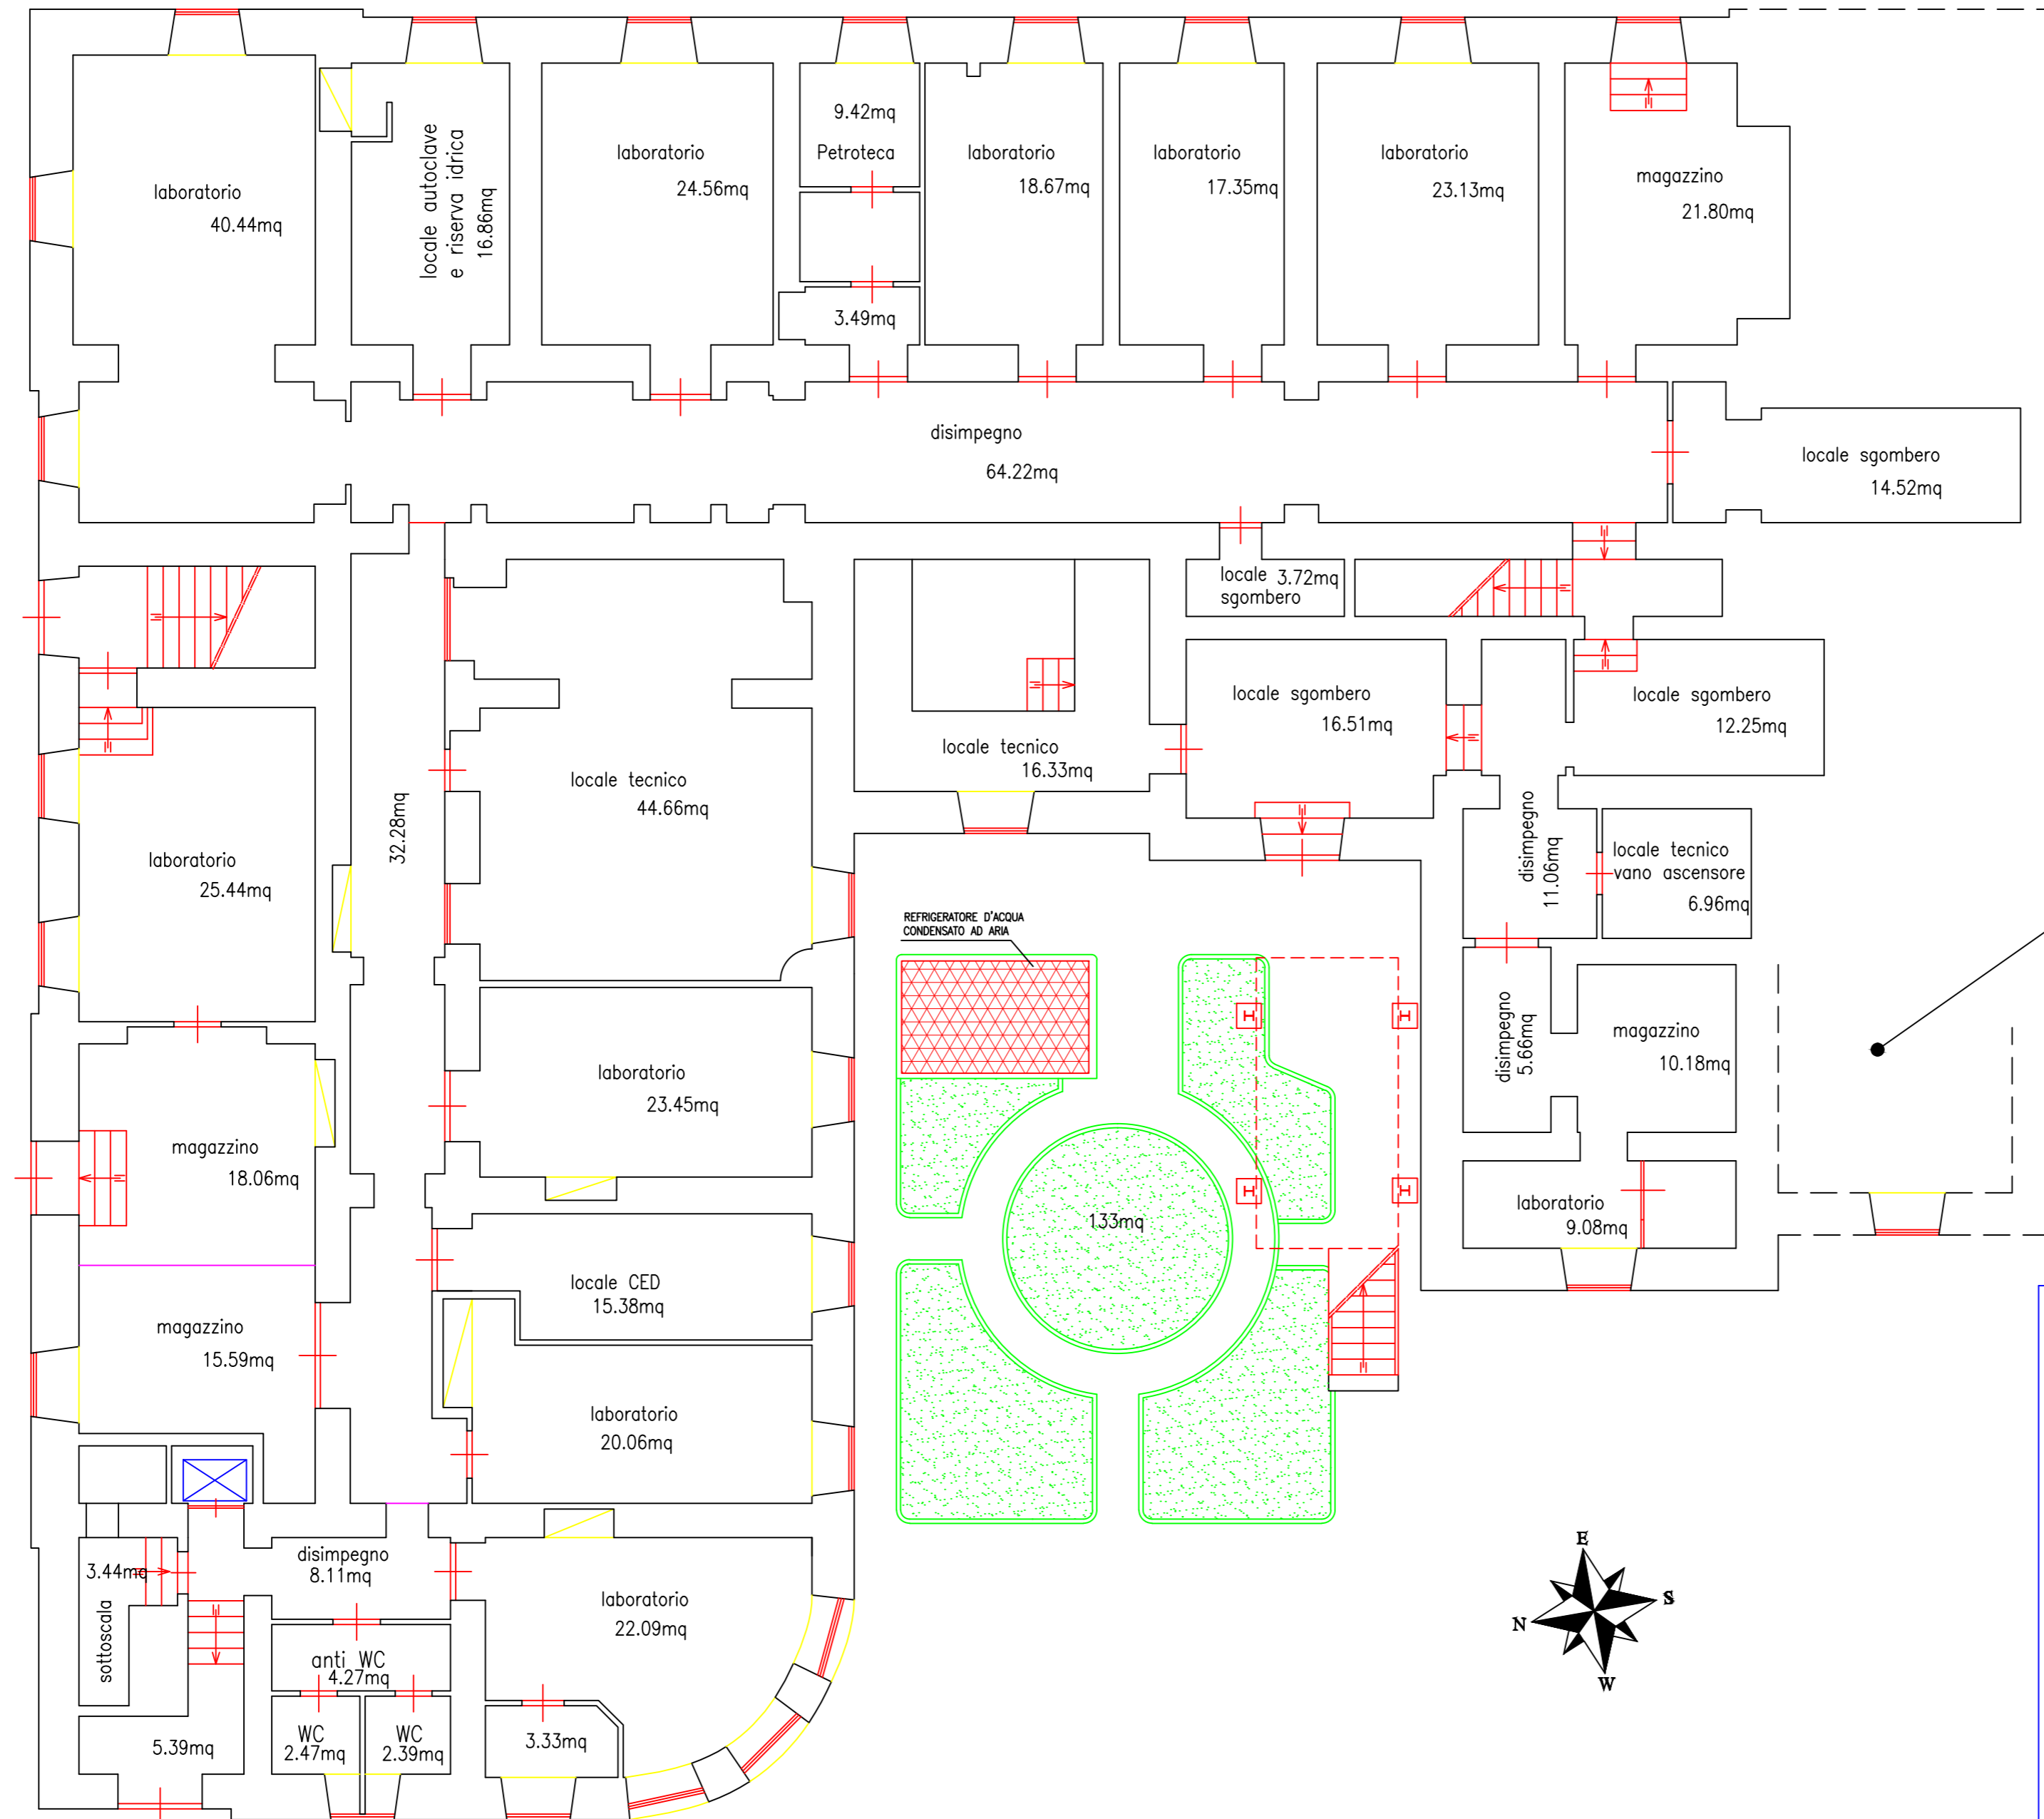 laboratorio
40.44mq
locale autoclave
e riserva idrica
16.86mq
laboratorio
24.56mq
9.42mq
Petroteca
3.49mq
laboratorio
18.67mq
laboratorio
17.35mq
laboratorio
23.13mq
magazzino
21.80mq
disimpegno
64.22mq
locale sgombero
14.52mq
locale 3.72mq
sgombero
locale sgombero
16.51mq
locale sgombero
12.25mq
locale tecnico
16.33mq
locale tecnico
44.66mq
32.28mq
laboratorio
25.44mq
disimpegno
11.06mq
locale tecnico
vano ascensore
6.96mq
REFRIGERATORE D'ACQUA
CONDENSATO AD ARIA
H
H
H
H
disimpegno
5.66mq
magazzino
10.18mq
laboratorio
23.45mq
magazzino
18.06mq
133mq
laboratorio
9.08mq
locale CED
15.38mq
magazzino
15.59mq
laboratorio
20.06mq
disimpegno
8.11mq
3.44mq
sottoscala
laboratorio
22.09mq
anti WC
4.27mq
WC
2.47mq
WC
2.39mq
3.33mq
5.39mq
E
S
N
W